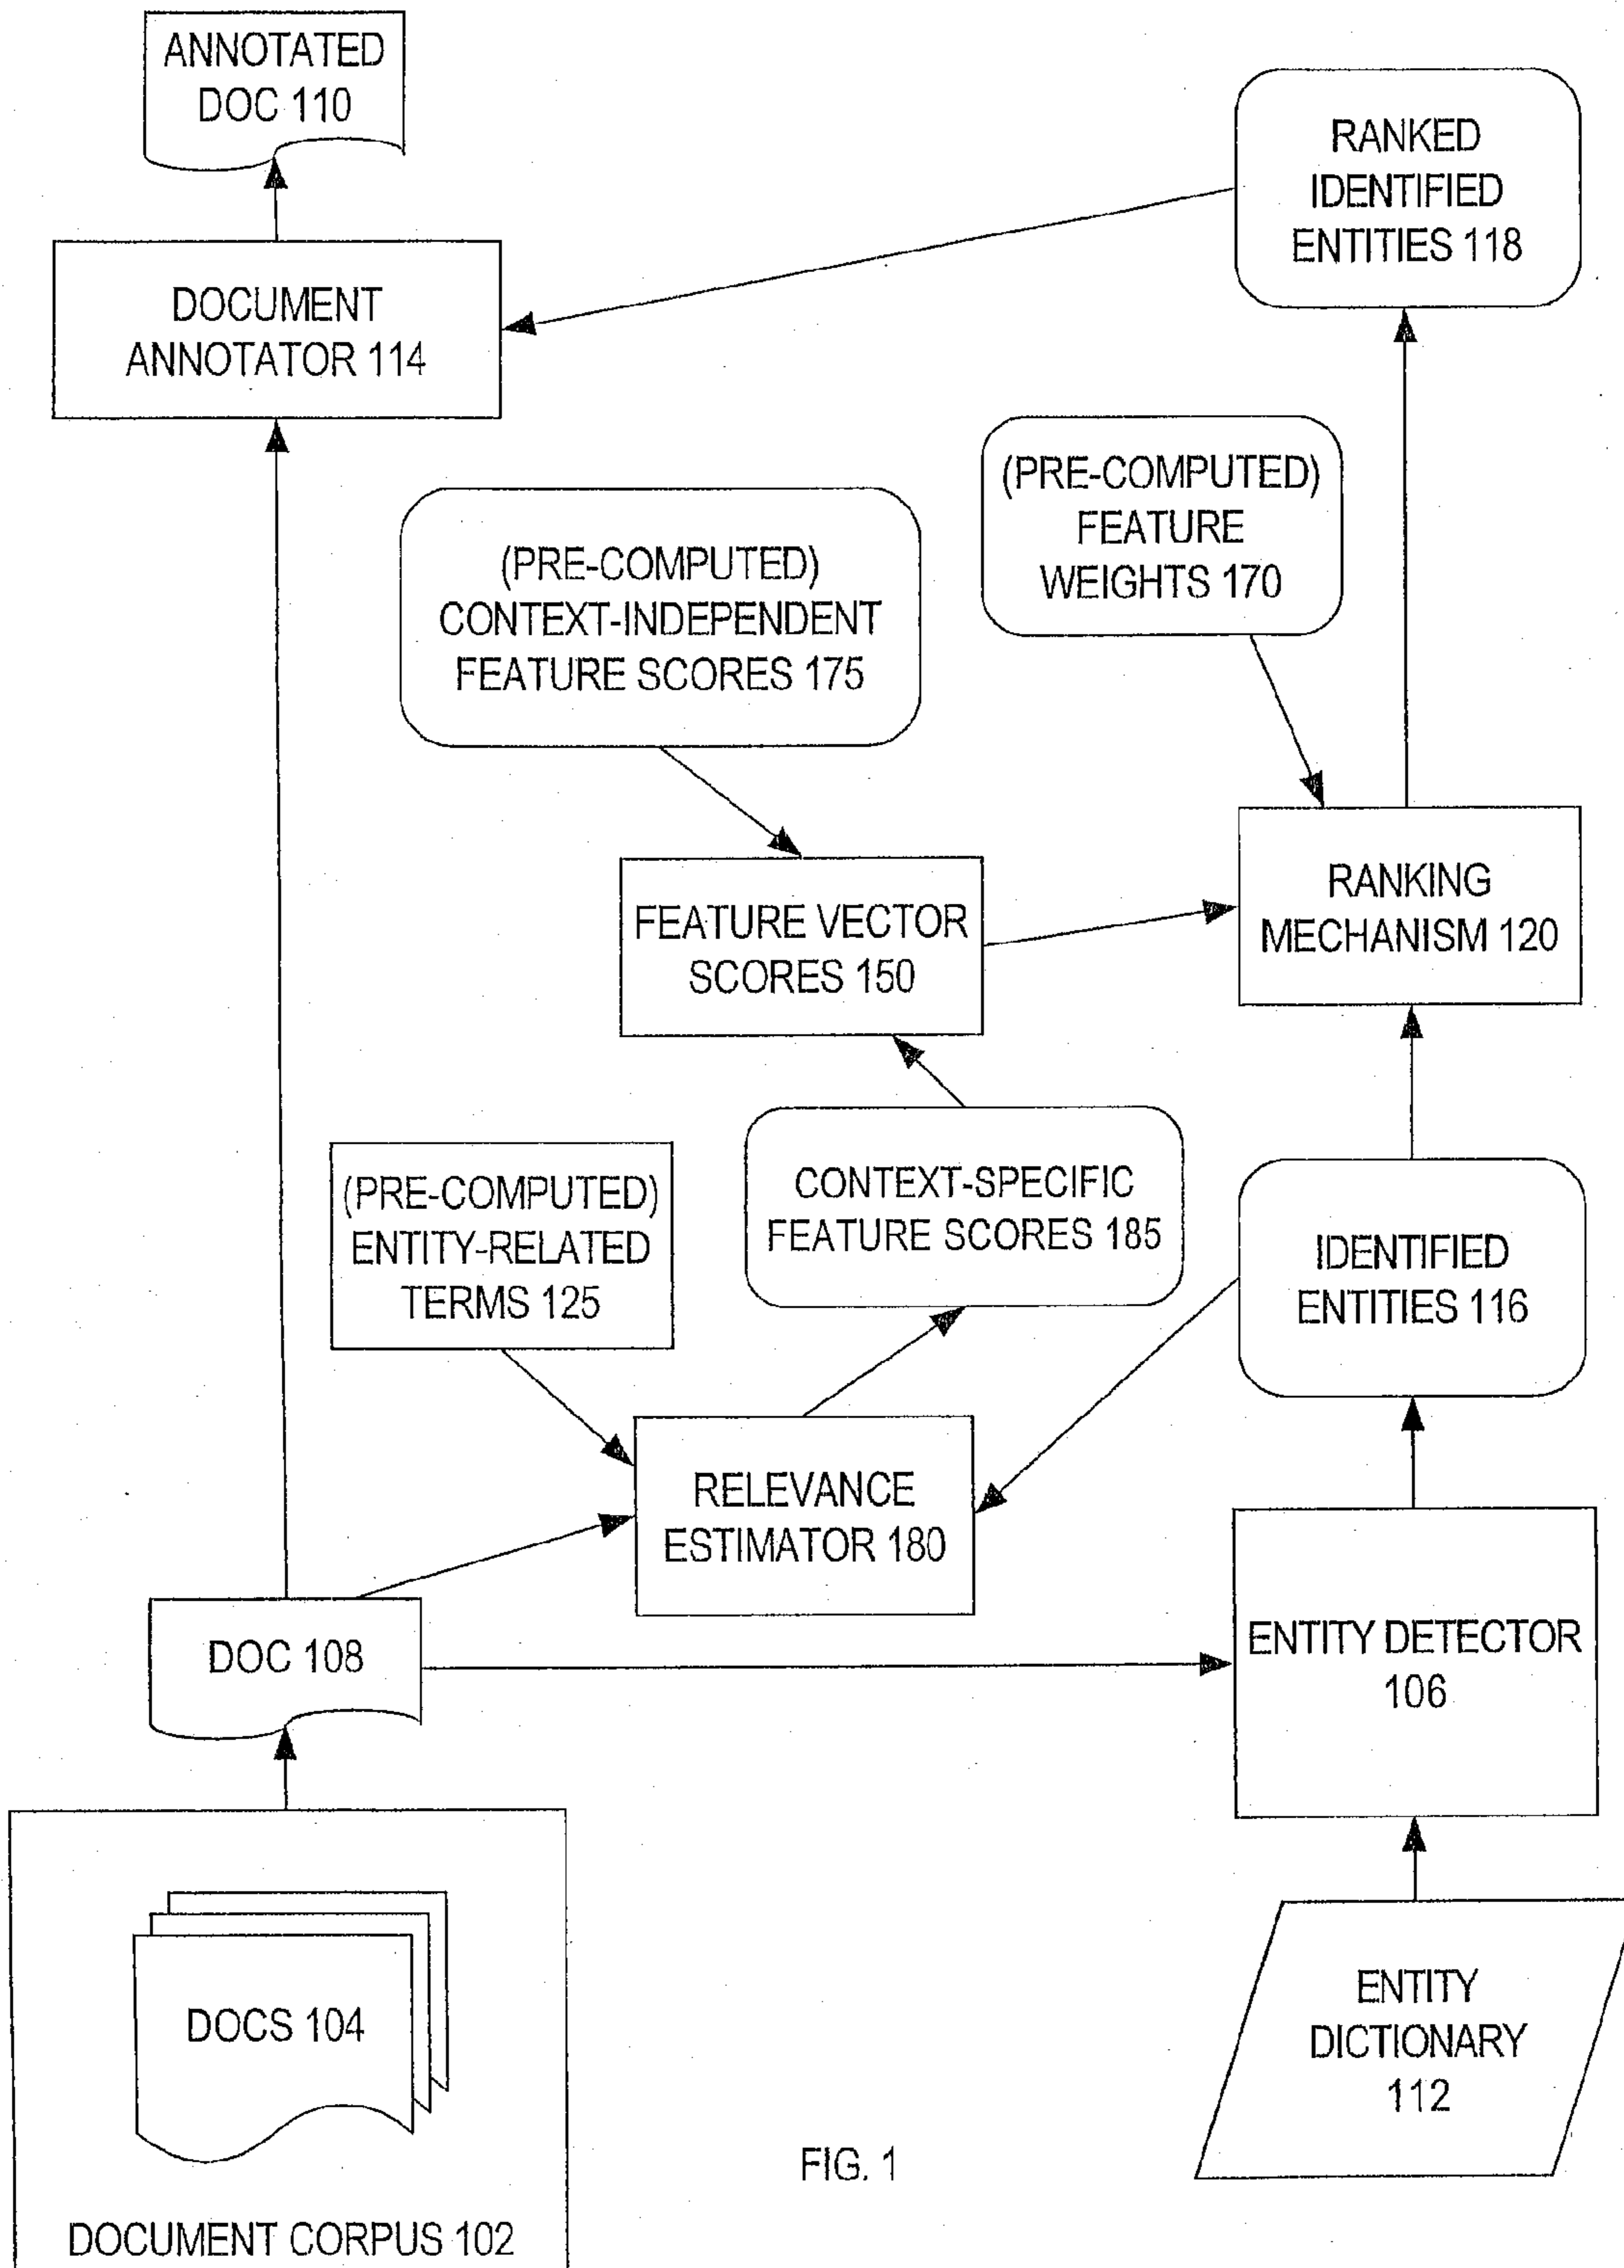 ANNOTATED
DOC 110
RANKED
IDENTIFIED
ENTITIES 118
DOCUMENT
ANNOTATOR 114
(PRE-COMPUTED)
FEATURE
WEIGHTS 170
(PRE-COMPUTED)
CONTEXT-INDEPENDENT
FEATURE SCORES 175
FEATURE VECTOR
SCORES 150
RANKING
MECHANISM 120
(PRE-COMPUTED)
ENTITY-RELATED
TERMS 125
CONTEXT-SPECIFIC
FEATURE SCORES 185
IDENTIFIED
ENTITIES 116
RELEVANCE
ESTIMATOR 180
DOC 108
ENTITY DETECTOR
106
DOCS 104
DOCUMENT CORPUS 102
ENTITY
DICTIONARY
112
FIG. 1